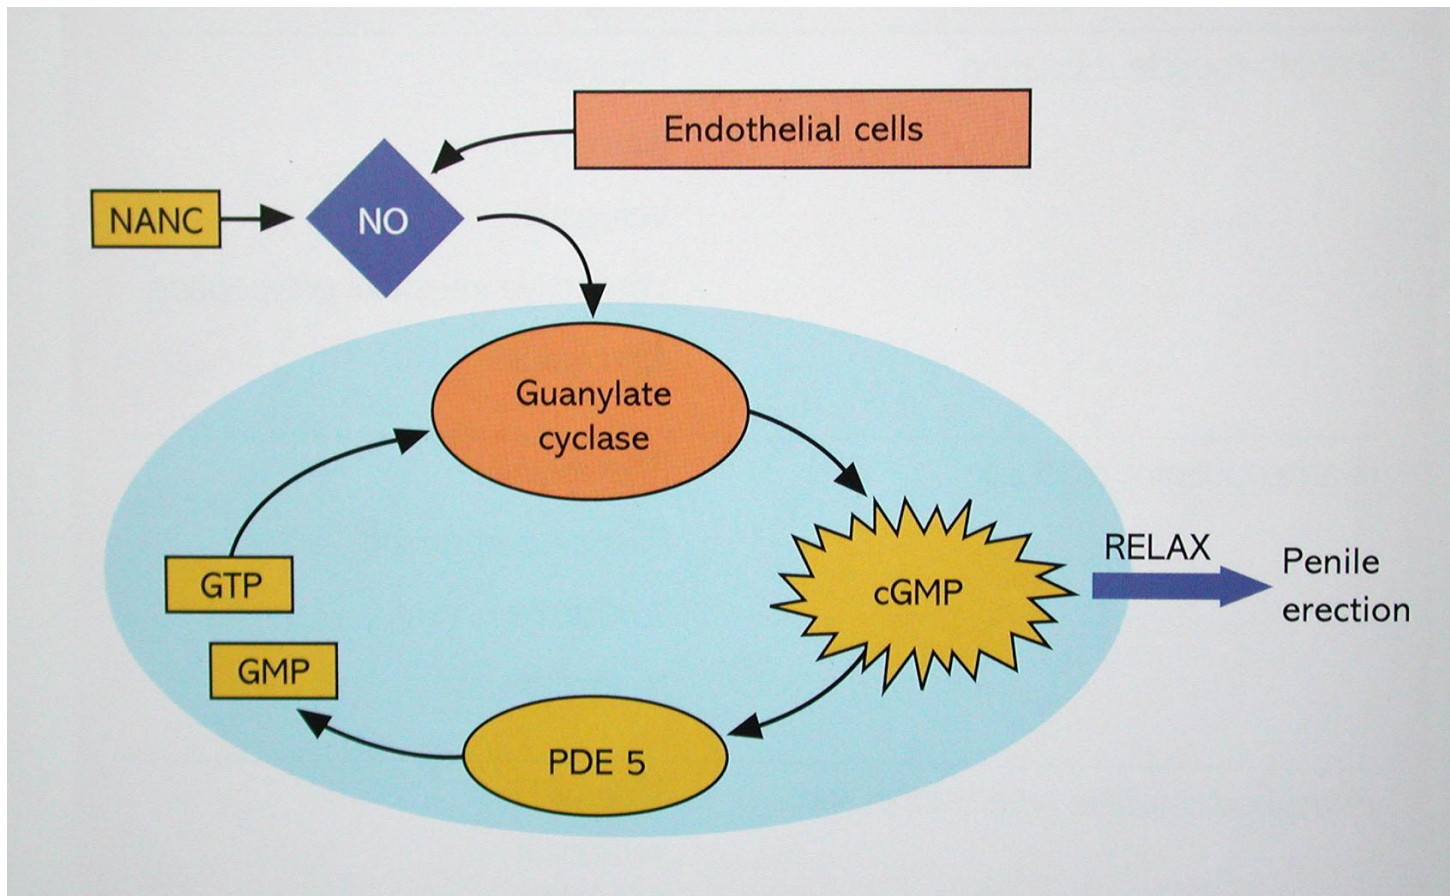 Endothelial cells
NANC
NO
Guanylate
cyclase
GTP
cGMP
RELAX
Penile
erection
GMP
PDE 5